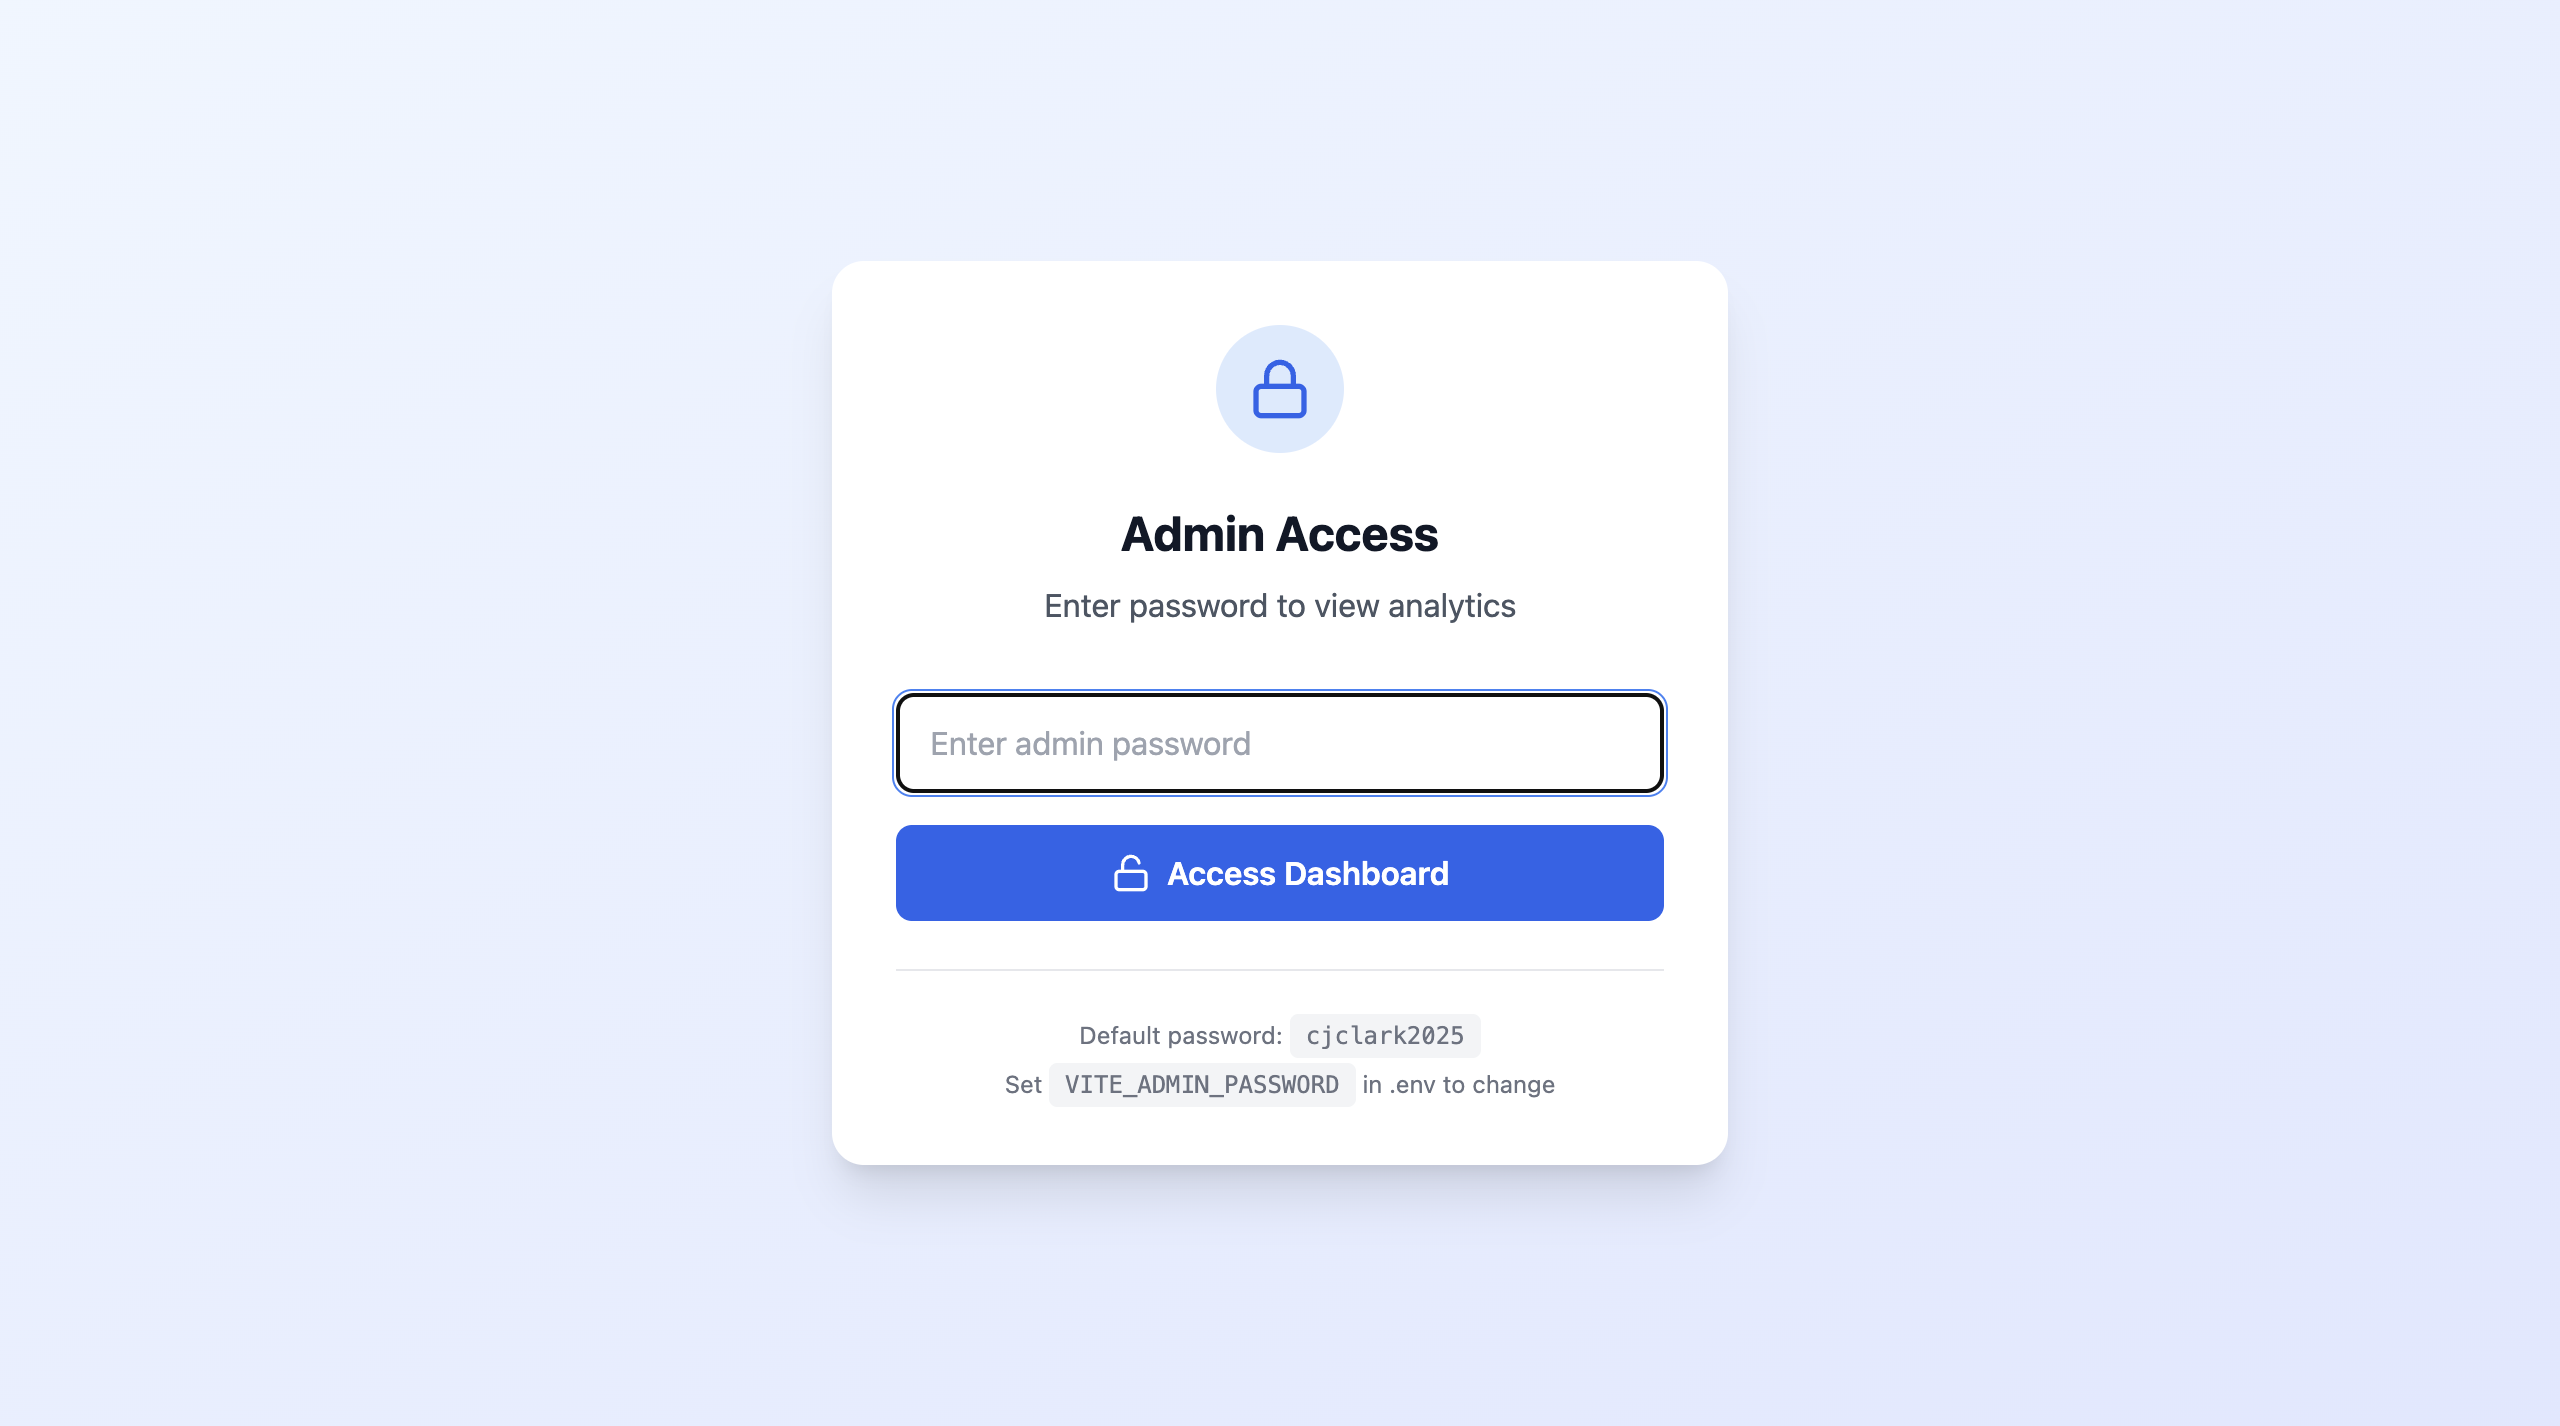 Admin Access
Enter password to view analytics
Enter admin password
Access Dashboard
Default password: cjclark2025
Set VITE_ADMIN_PASSWORD in .env to change